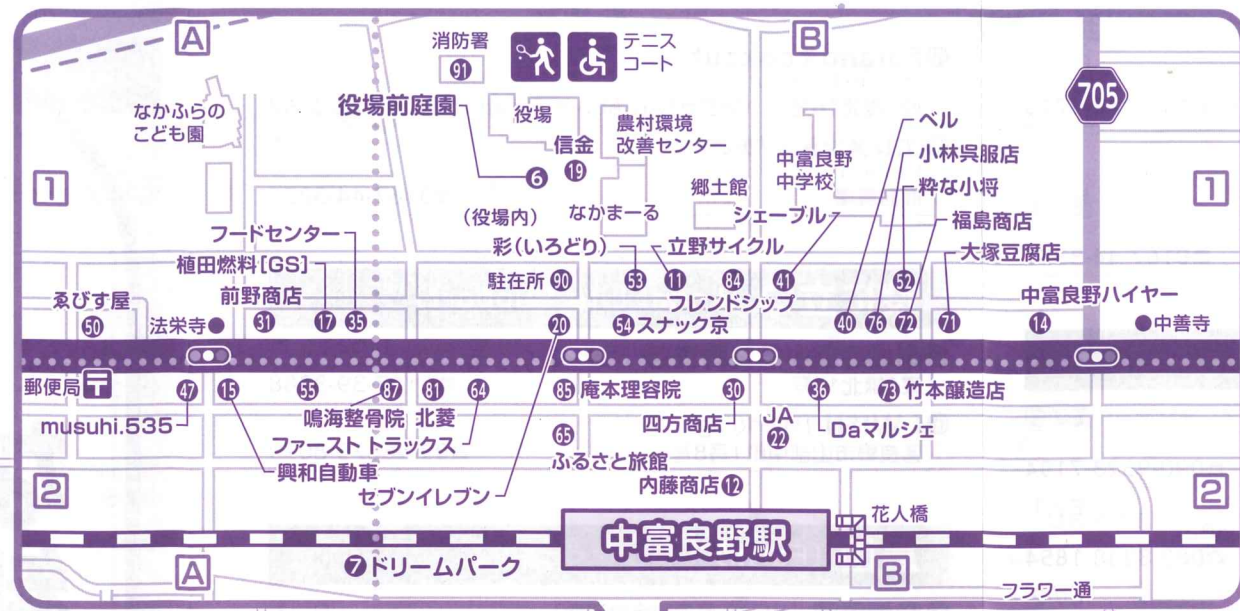 A
B
消防署
91
テニス
コート
705
なかふらの
こども園
役場前庭園
役場
信金
農村環境
改善センター
中富良野
中学校
ベル
小林呉服店
粋な小将
福島商店
大塚豆腐店
1
6
19
1
郷土館
(役場内)
なかまーる
シェーブル
フードセンター
彩(いろどり)
立野サイクル
植田燃料[GS]
駐在所
90
53
11
84
41
52
ゑびす屋
前野商店
フレンドシップ
中富良野ハイヤー
50
法栄寺
31
17
35
20
54
スナック京
40
76
72
71
14
中善寺
郵便局
〒
47
15
55
87
81
64
85
庵本理容院
30
36
73
竹本醸造店
musuhi.535
鳴海整骨院
北菱
四方商店
JA
22
Daマルシェ
ファーストトラックス
65
興和自動車
ふるさと旅館
2
セブンイレブン
内藤商店
12
2
中富良野駅
花人橋
7
ドリームパーク
A
B
フラワー通